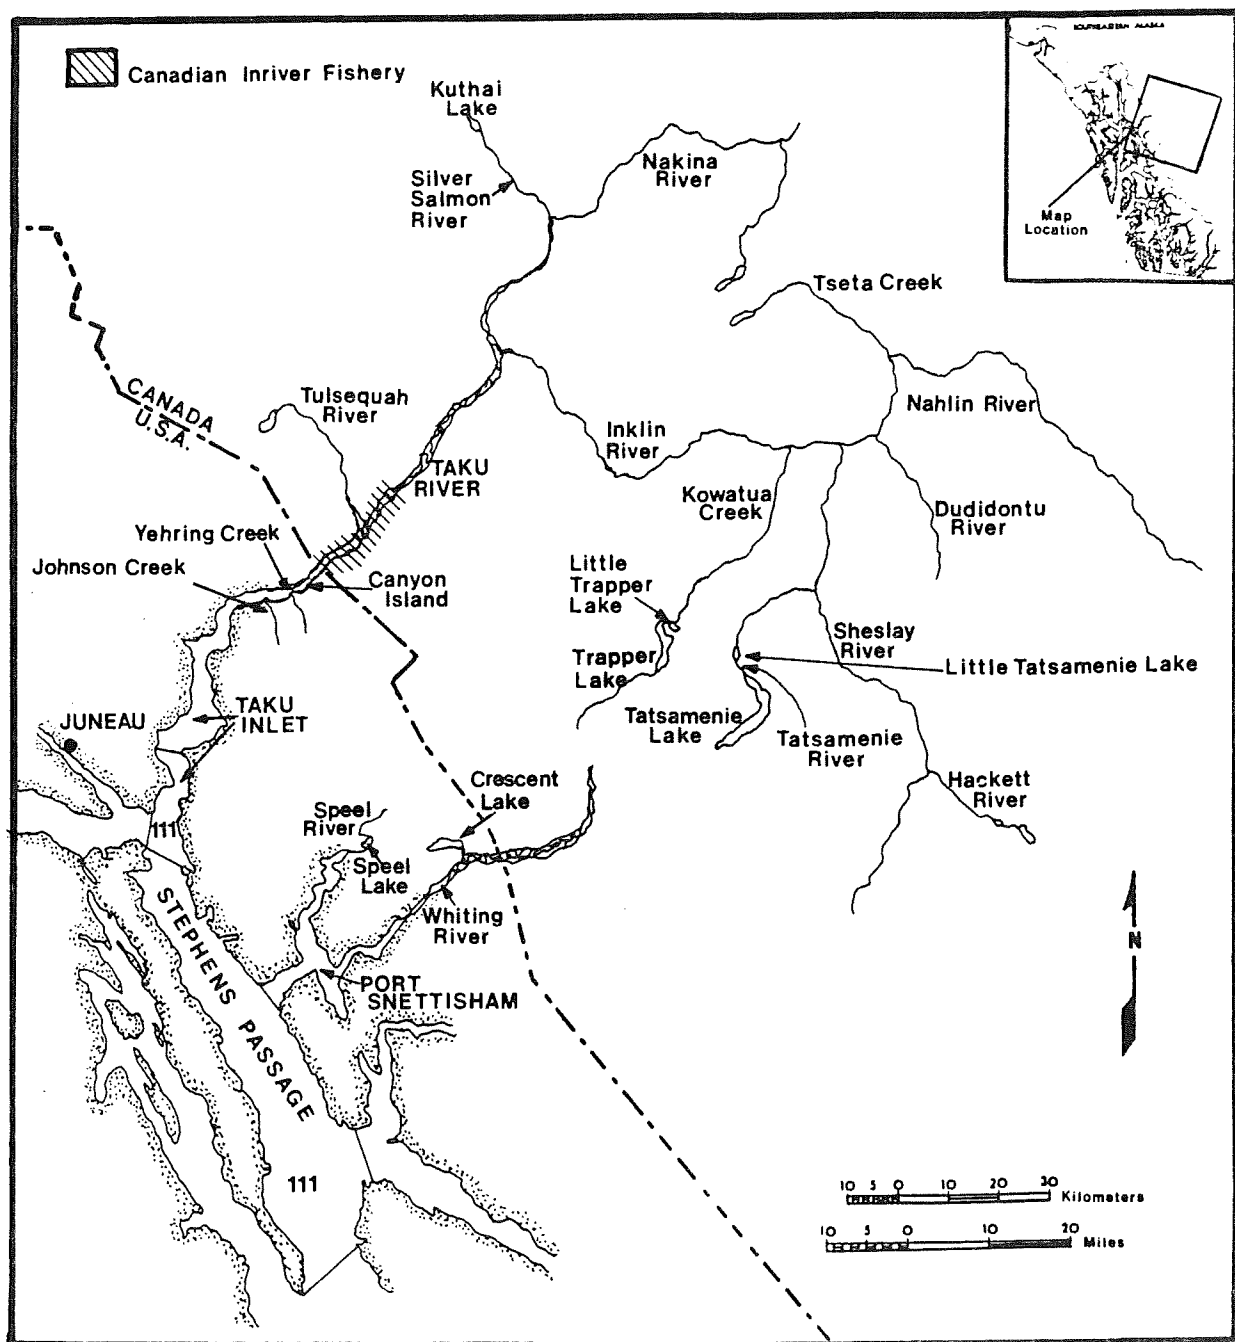 SOUTHEASTERN ALASKA
Canadian Inriver Fishery
Kuthai
Lake
Nakina
River
Silver
Salmon
River
Map
Location
Tseta Creek
CANADA
U.S.A.
Tulsequah
River
Nahlin River
Inklin
River
TAKU
RIVER
Kowatua
Creek
Dudidontu
River
Yehring Creek
Johnson Creek
Canyon
Island
Little
Trapper
Lake
Sheslay
River
Trapper
Lake
Little Tatsamenie Lake
TAKU
INLET
JUNEAU
Tatsamenie
Lake
Tatsamenie
River
Crescent
Lake
Hackett
River
Speel
River
111
Speel
Lake
Whiting
River
STEPHENS PASSAGE
N
PORT
SNETTISHAM
111
10 5 0 10 20 30
Kilometers
10 5 0 10 20
Miles